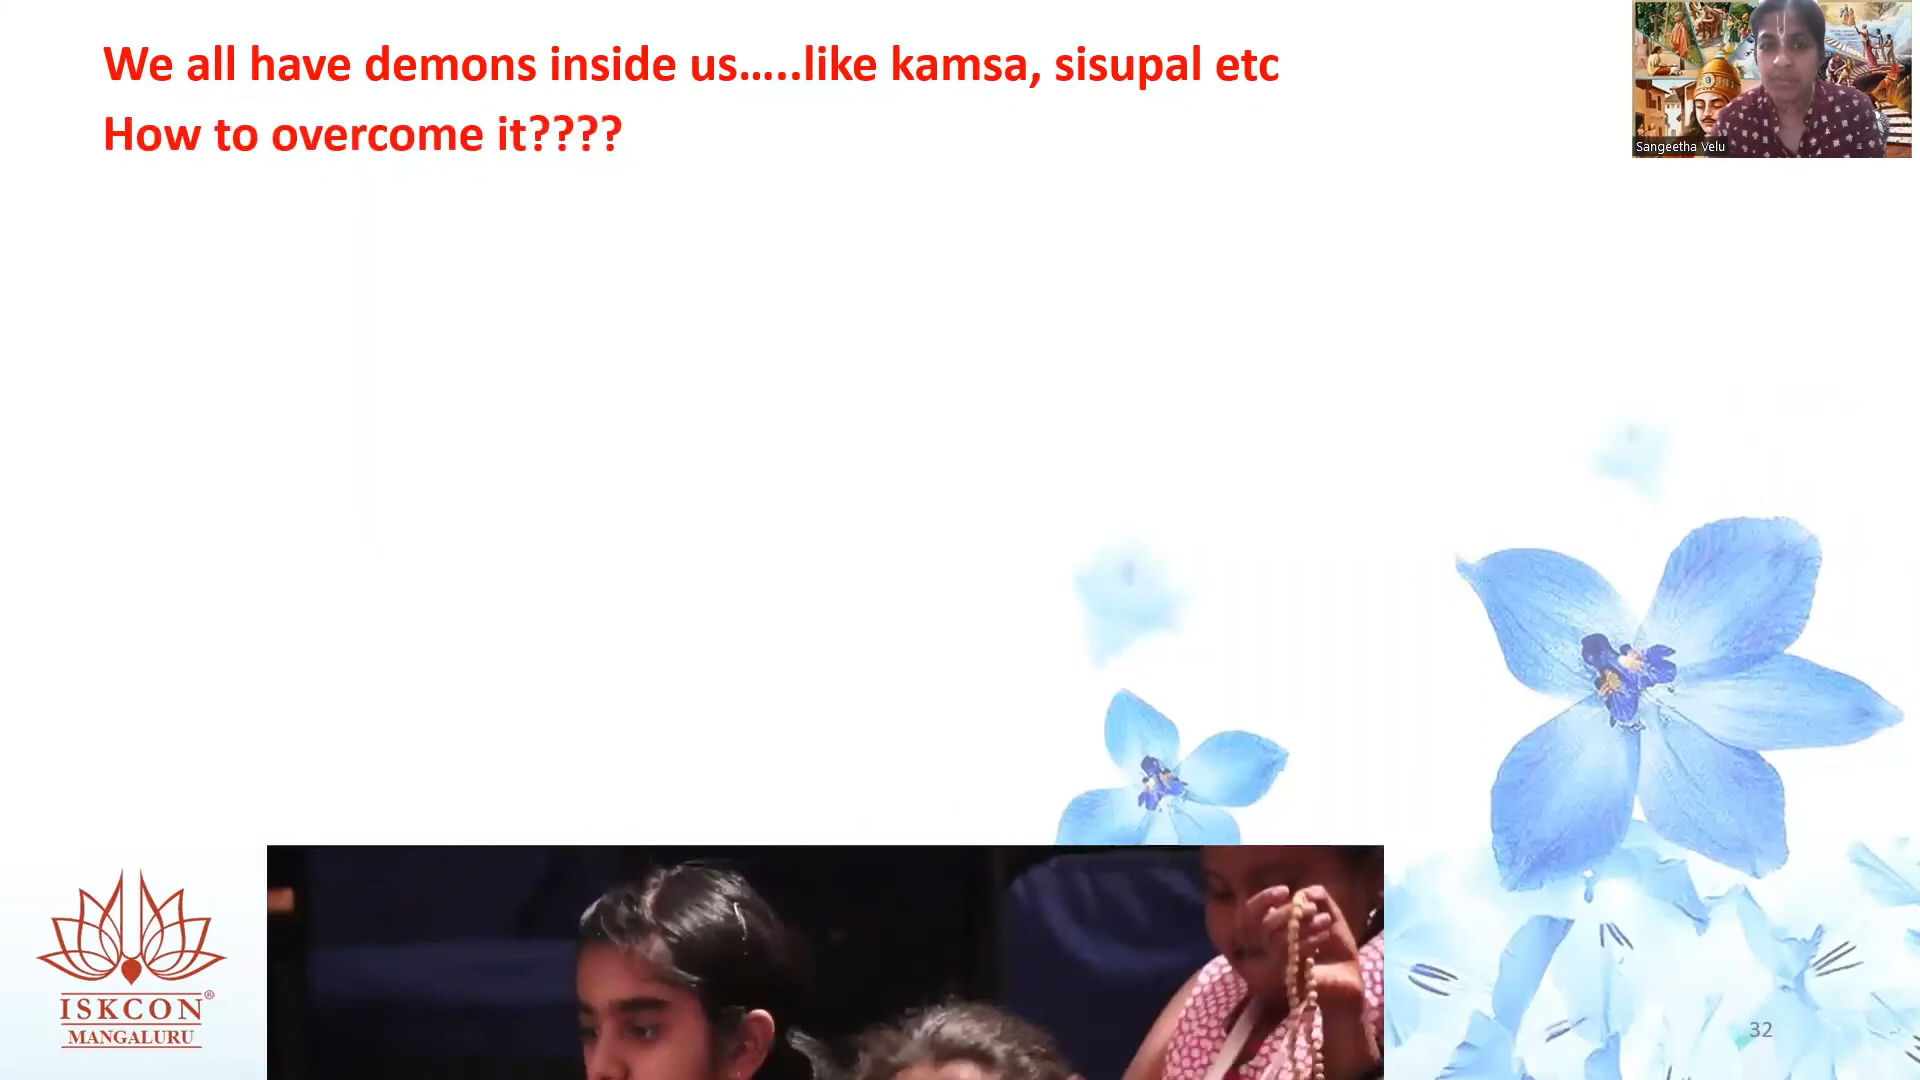 We all have demons inside us.....like kamsa, sisupal etc
How to overcome it????
Sangeetha Velu
ISKCON®
MANGALURU
32